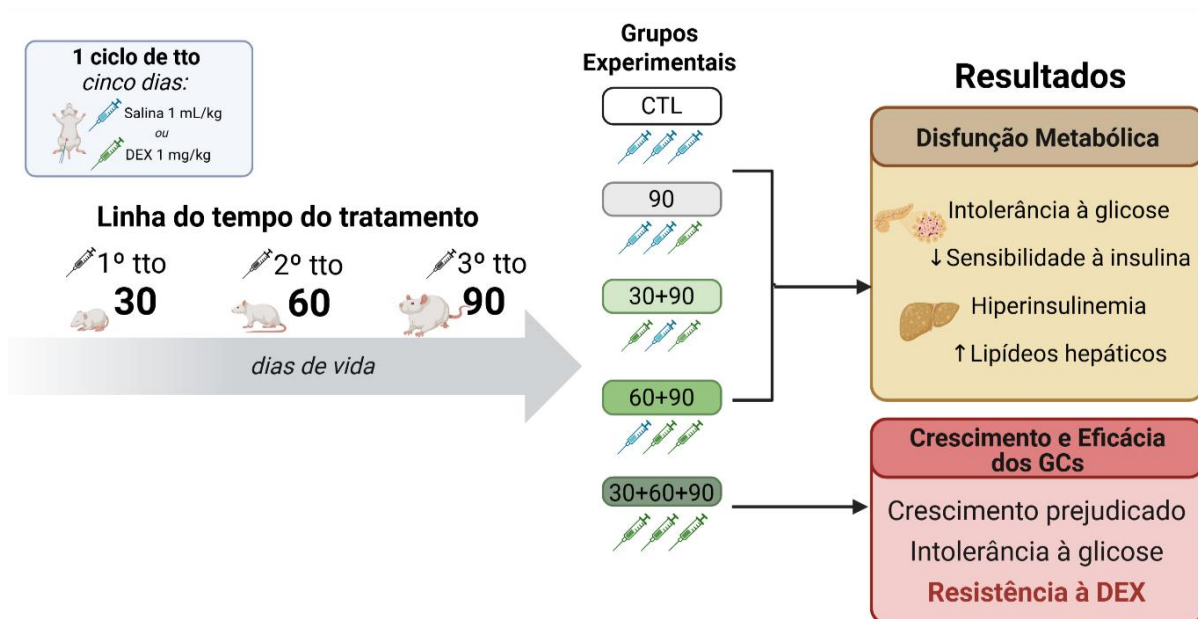 1 ciclo de tto
cinco dias:
Salina 1 mL/kg
ou
DEX 1 mg/kg
Linha do tempo do tratamento
1º tto
30
2º tto
60
3º tto
90
dias de vida
Grupos
Experimentais
CTL
90
30+90
60+90
30+60+90
Resultados
Disfunção Metabólica
Intolerância à glicose
↓ Sensibilidade à insulina
Hiperinsulinemia
↑ Lipídeos hepáticos
Crescimento e Eficácia
dos GCs
Crescimento prejudicado
Intolerância à glicose
Resistência à DEX